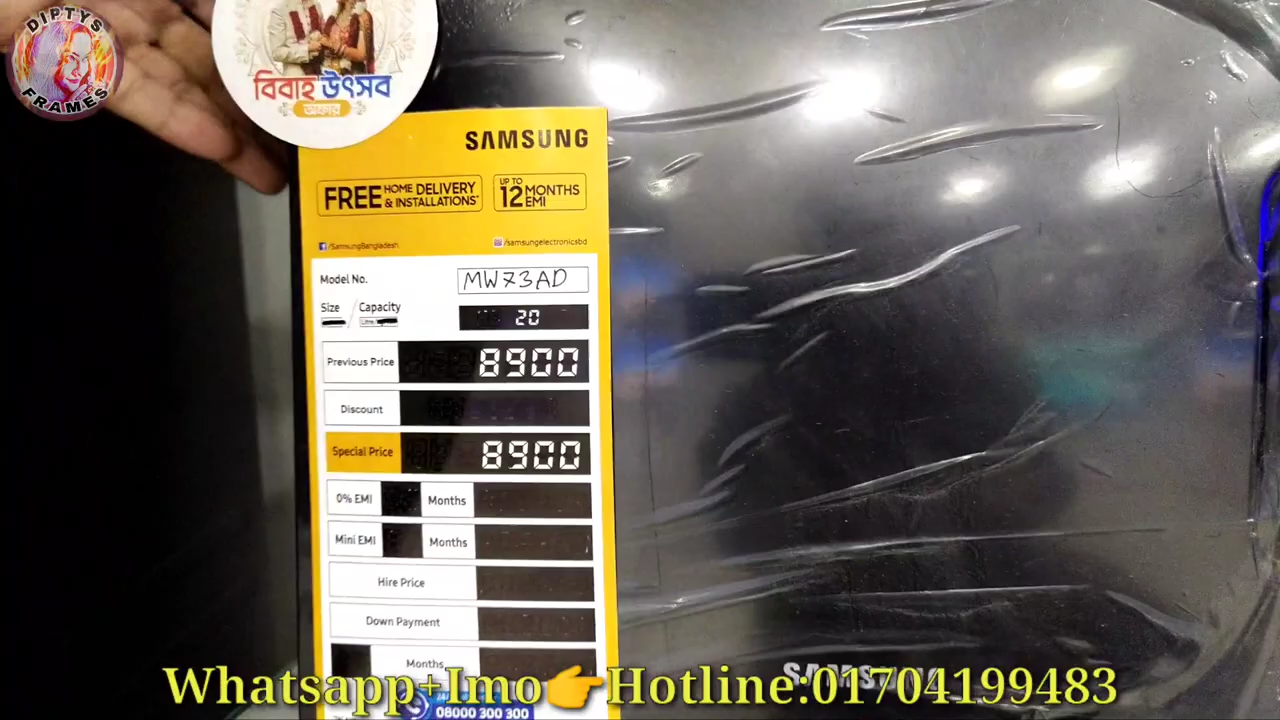 DIPTYS
FRAMES
বিবাহ উৎসব
অফার
SAMSUNG
FREE HOME DELIVERY & INSTALLATIONS*
UP TO 12 MONTHS EMI
/SamsungBangladesh
/samsungelectronicsbd
Model No. MW73AD
Size / Capacity 20
Litre
Previous Price 8900
Discount
Special Price 8900
0% EMI Months
Mini EMI Months
Hire Price
Down Payment
Months
SAMSUNG
Whatsapp+Imo👉Hotline:01704199483
08000 300 300